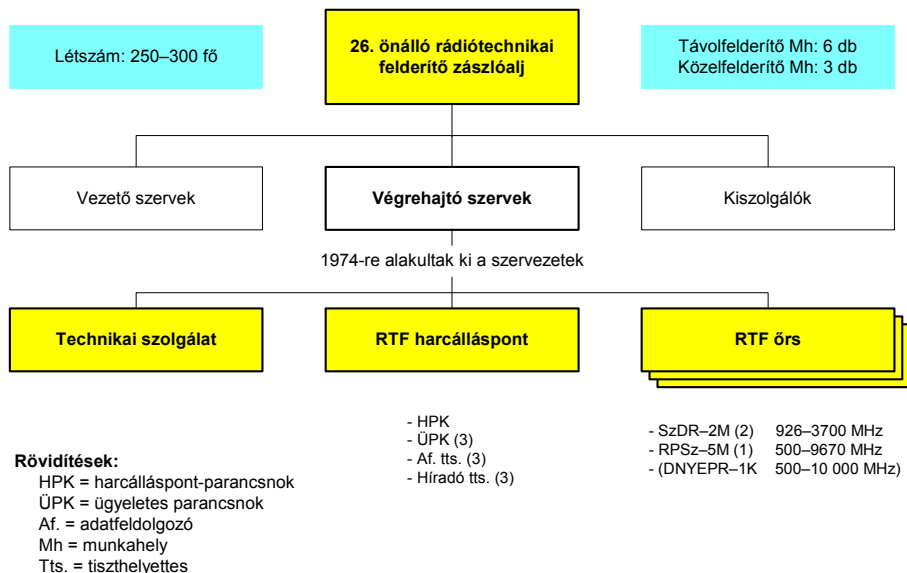 Létszám: 250–300 fő
26. önálló rádiótechnikai
felderítő zászlóalj
Távolfelderítő Mh: 6 db
Közelfelderítő Mh: 3 db
Vezető szervek
Végrehajtó szervek
Kiszolgálók
1974-re alakultak ki a szervezetek
Technikai szolgálat
RTF harcálláspont
RTF őrs
- HPK
- ÜPK (3)
- Af. tts. (3)
- Híradó tts. (3)
- SzDR–2M (2) 926–3700 MHz
- RPSz–5M (1) 500–9670 MHz
- (DNYEPR–1K 500–10 000 MHz)
Rövidítések:
HPK = harcálláspont-parancsnok
ÜPK = ügyeletes parancsnok
Af. = adatfeldolgozó
Mh = munkahely
Tts. = tiszthelyettes